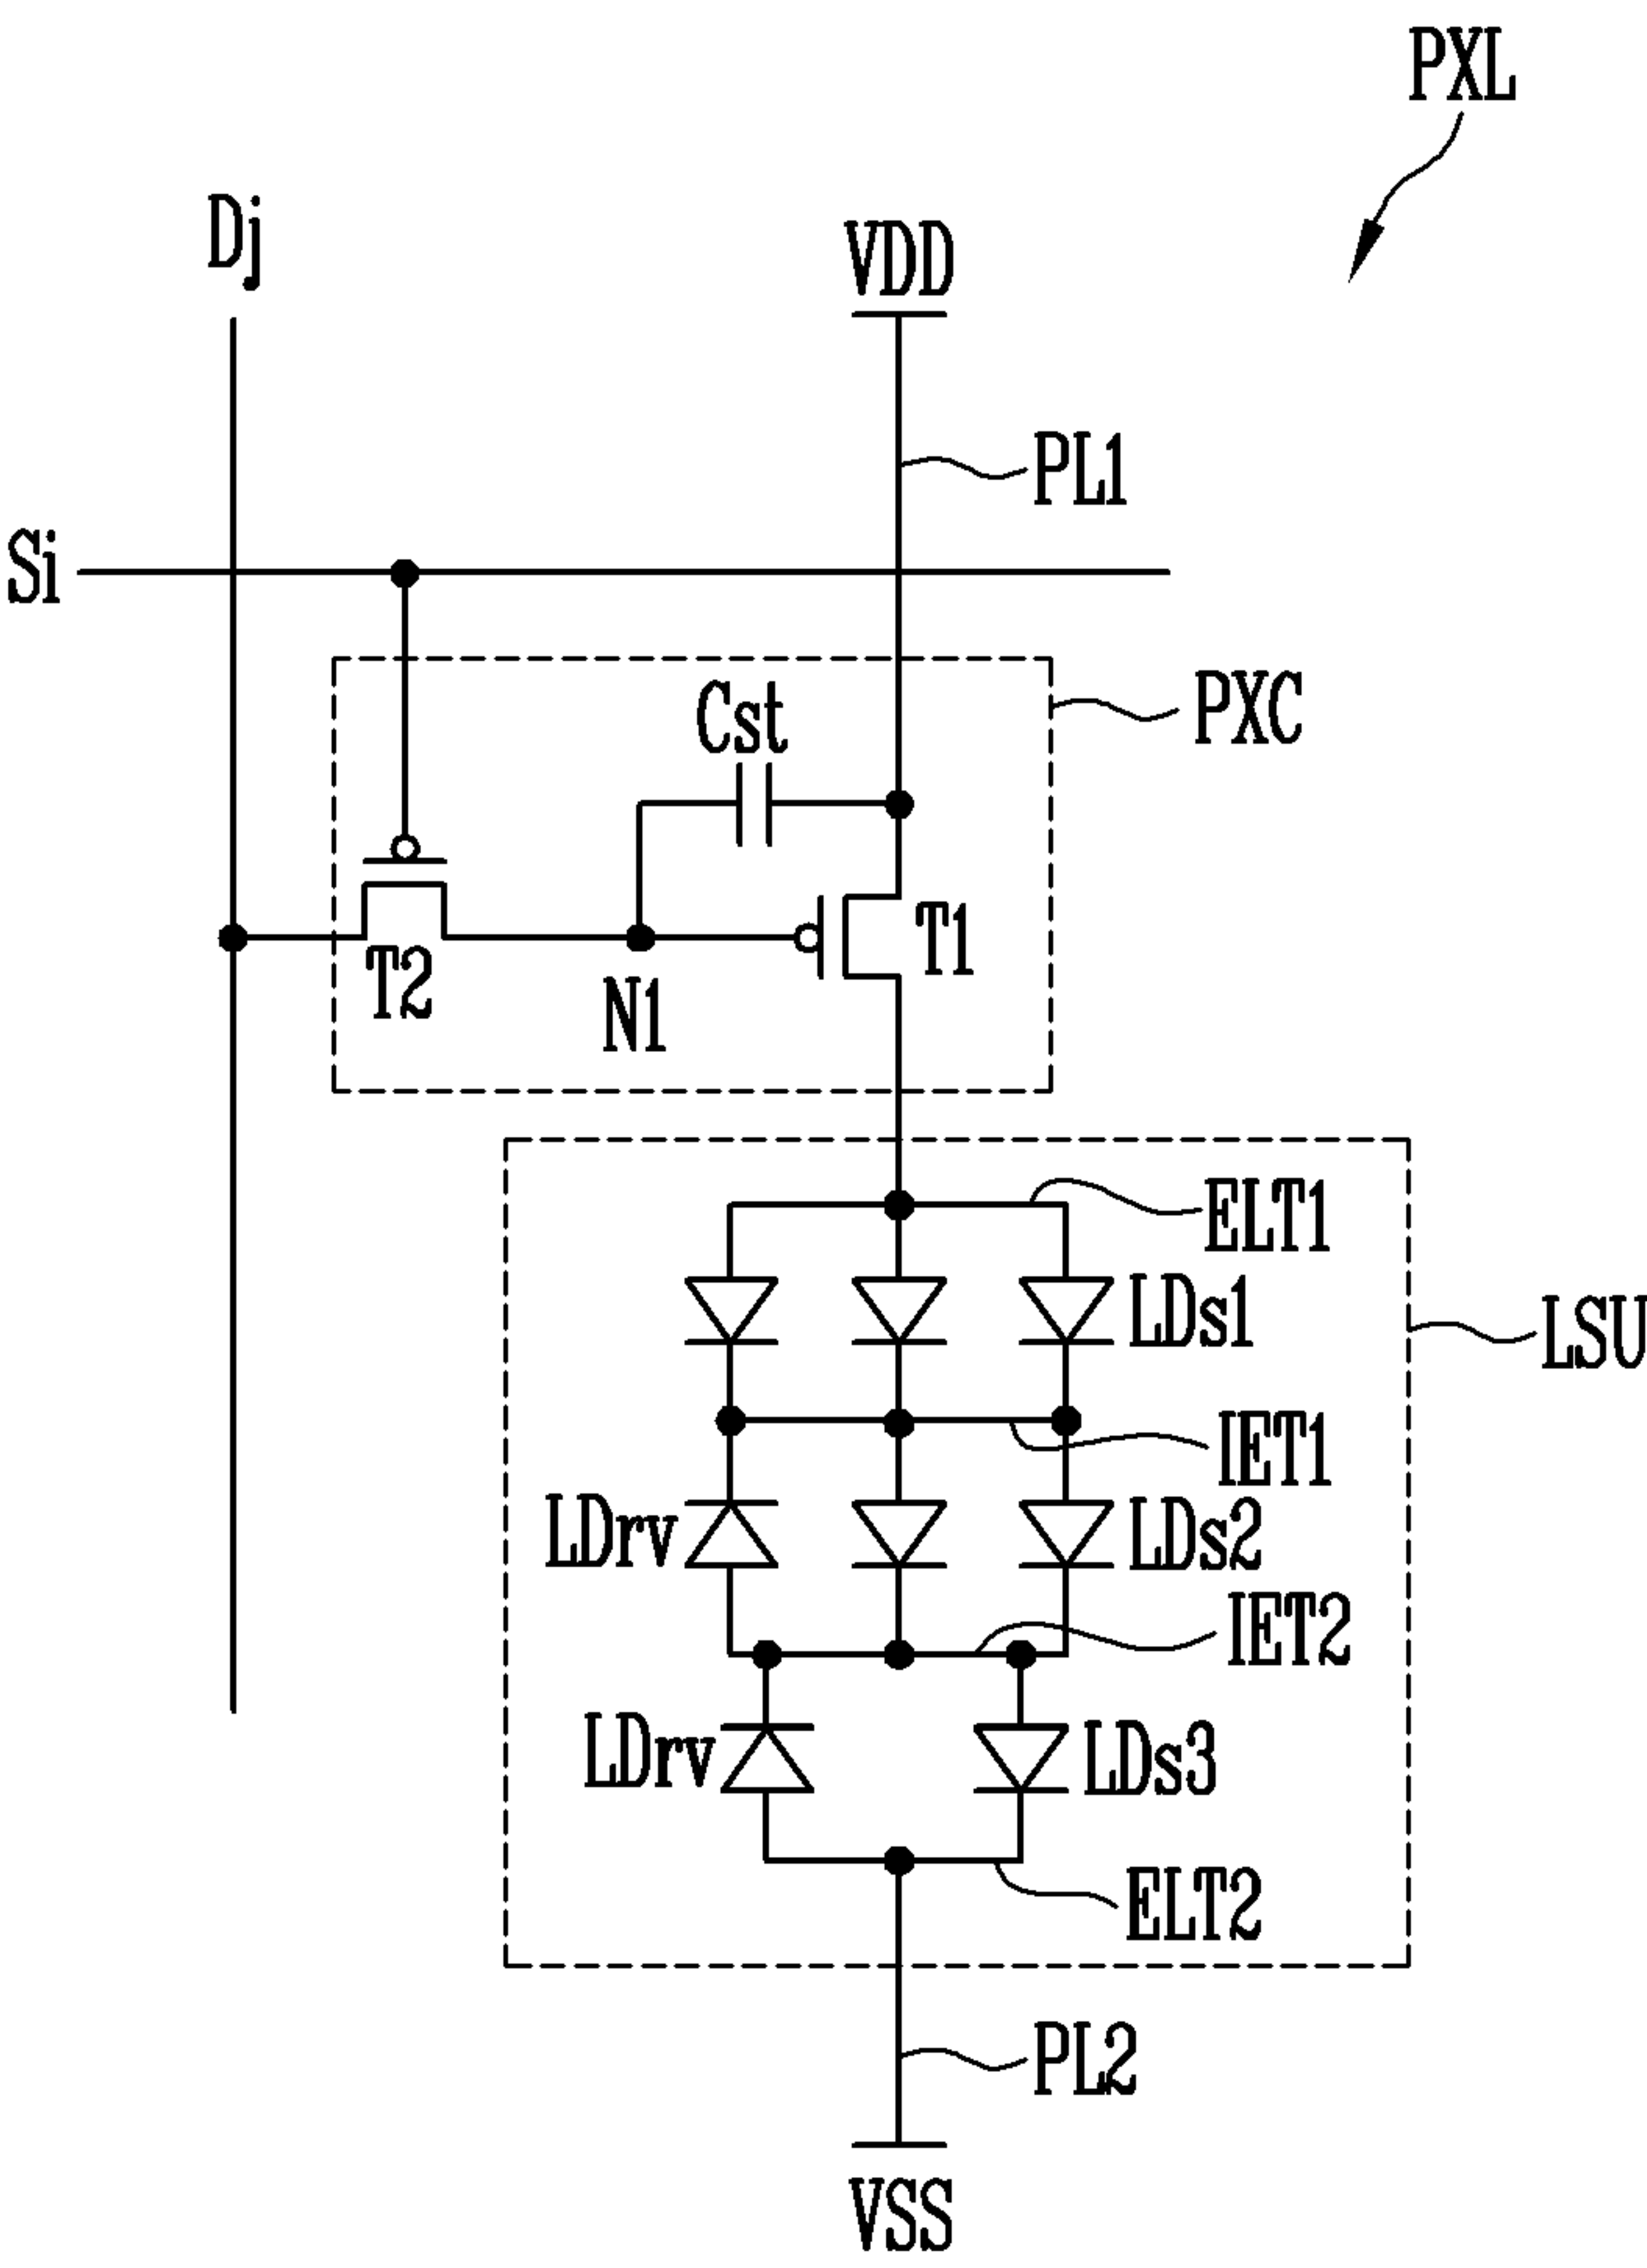 PXL
Dj
VDD
PL1
Si
PXC
Cst
T1
T2
N1
ELT1
LDs1
LSU
IET1
LDrv
LDs2
IET2
LDrv
LDs3
ELT2
PL2
VSS